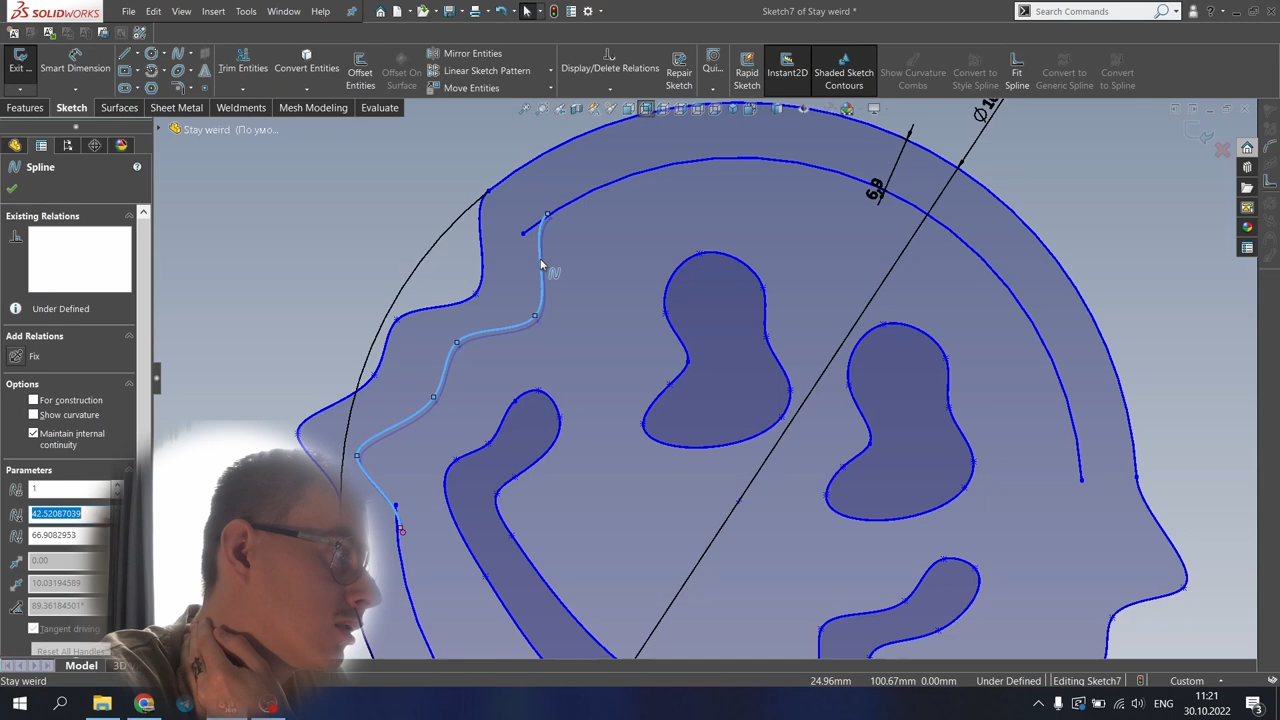 SOLIDWORKS
File Edit View Insert Tools Window Help
Sketch7 of Stay weird *
Search Commands
Exit ...
Smart Dimension
Trim Entities
Convert Entities
Offset Entities
Offset On Surface
Mirror Entities
Linear Sketch Pattern
Move Entities
Display/Delete Relations
Repair Sketch
Qui...
Rapid Sketch
Instant2D
Shaded Sketch Contours
Show Curvature Combs
Convert to Style Spline
Fit Spline
Convert to Generic Spline
Convert to Spline
Features Sketch Surfaces Sheet Metal Weldments Mesh Modeling Evaluate
Stay weird (По умо...
Spline
Existing Relations
Under Defined
Add Relations
Fix
Options
For construction
Show curvature
Maintain internal continuity
Parameters
1
42.52087039
66.9082953
0.00
10.03194589
89.36184501°
Tangent driving
Reset All Handles
6,9
Model 3D
Stay weird
24.96mm 100.67mm 0.00mm Under Defined Editing Sketch7 Custom
ENG
11:21
30.10.2022
3